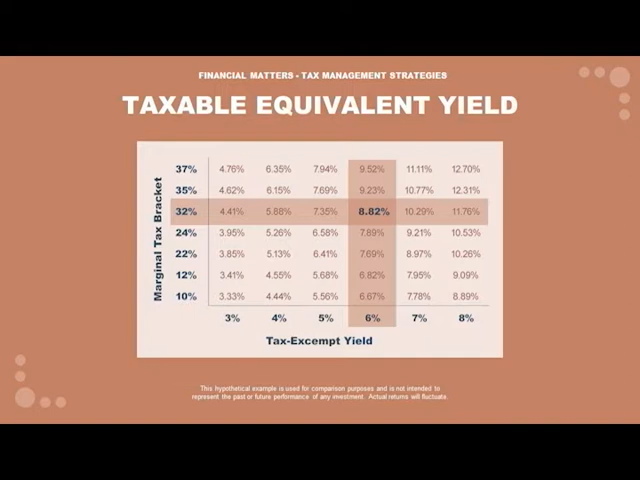 FINANCIAL MATTERS - TAX MANAGEMENT STRATEGIES
TAXABLE EQUIVALENT YIELD
Marginal Tax Bracket
37% 4.76% 6.35% 7.94% 9.52% 11.11% 12.70%
35% 4.62% 6.15% 7.69% 9.23% 10.77% 12.31%
32% 4.41% 5.88% 7.35% 8.82% 10.29% 11.76%
24% 3.95% 5.26% 6.58% 7.89% 9.21% 10.53%
22% 3.85% 5.13% 6.41% 7.69% 8.97% 10.26%
12% 3.41% 4.55% 5.68% 6.82% 7.95% 9.09%
10% 3.33% 4.44% 5.56% 6.67% 7.78% 8.89%
3% 4% 5% 6% 7% 8%
Tax-Excempt Yield
This hypothetical example is used for comparison purposes and is not intended to
represent the past or future performance of any investment. Actual returns will fluctuate.